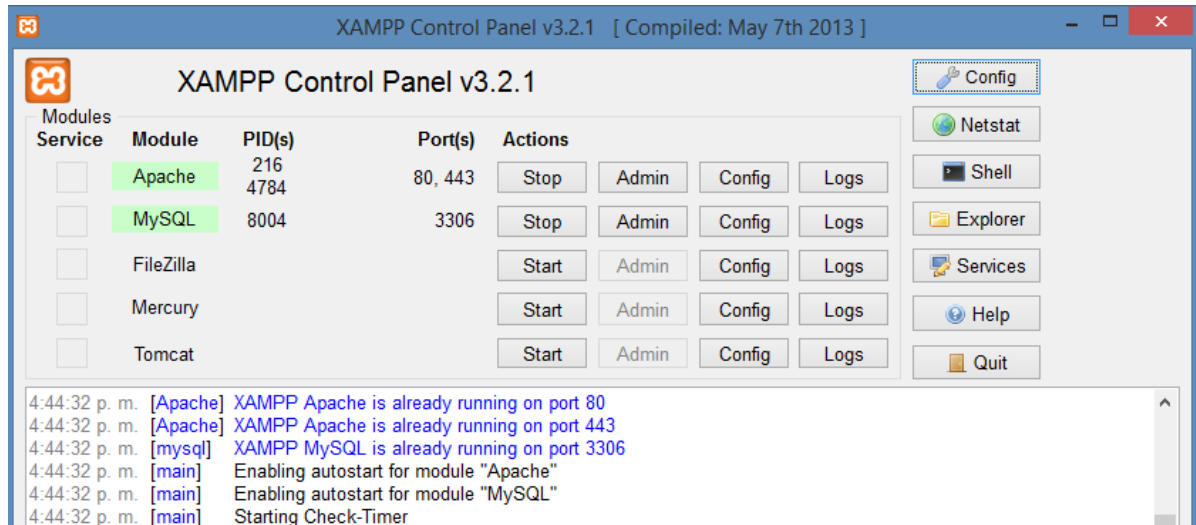 XAMPP Control Panel v3.2.1 [ Compiled: May 7th 2013 ]
XAMPP Control Panel v3.2.1
Config
Modules
Service Module PID(s) Port(s) Actions
Netstat
Apache 216 4784 80, 443 Stop Admin Config Logs
Shell
MySQL 8004 3306 Stop Admin Config Logs
Explorer
FileZilla Start Admin Config Logs
Services
Mercury Start Admin Config Logs
Help
Tomcat Start Admin Config Logs
Quit
4:44:32 p. m. [Apache] XAMPP Apache is already running on port 80
4:44:32 p. m. [Apache] XAMPP Apache is already running on port 443
4:44:32 p. m. [mysql] XAMPP MySQL is already running on port 3306
4:44:32 p. m. [main] Enabling autostart for module "Apache"
4:44:32 p. m. [main] Enabling autostart for module "MySQL"
4:44:32 p. m. [main] Starting Check-Timer